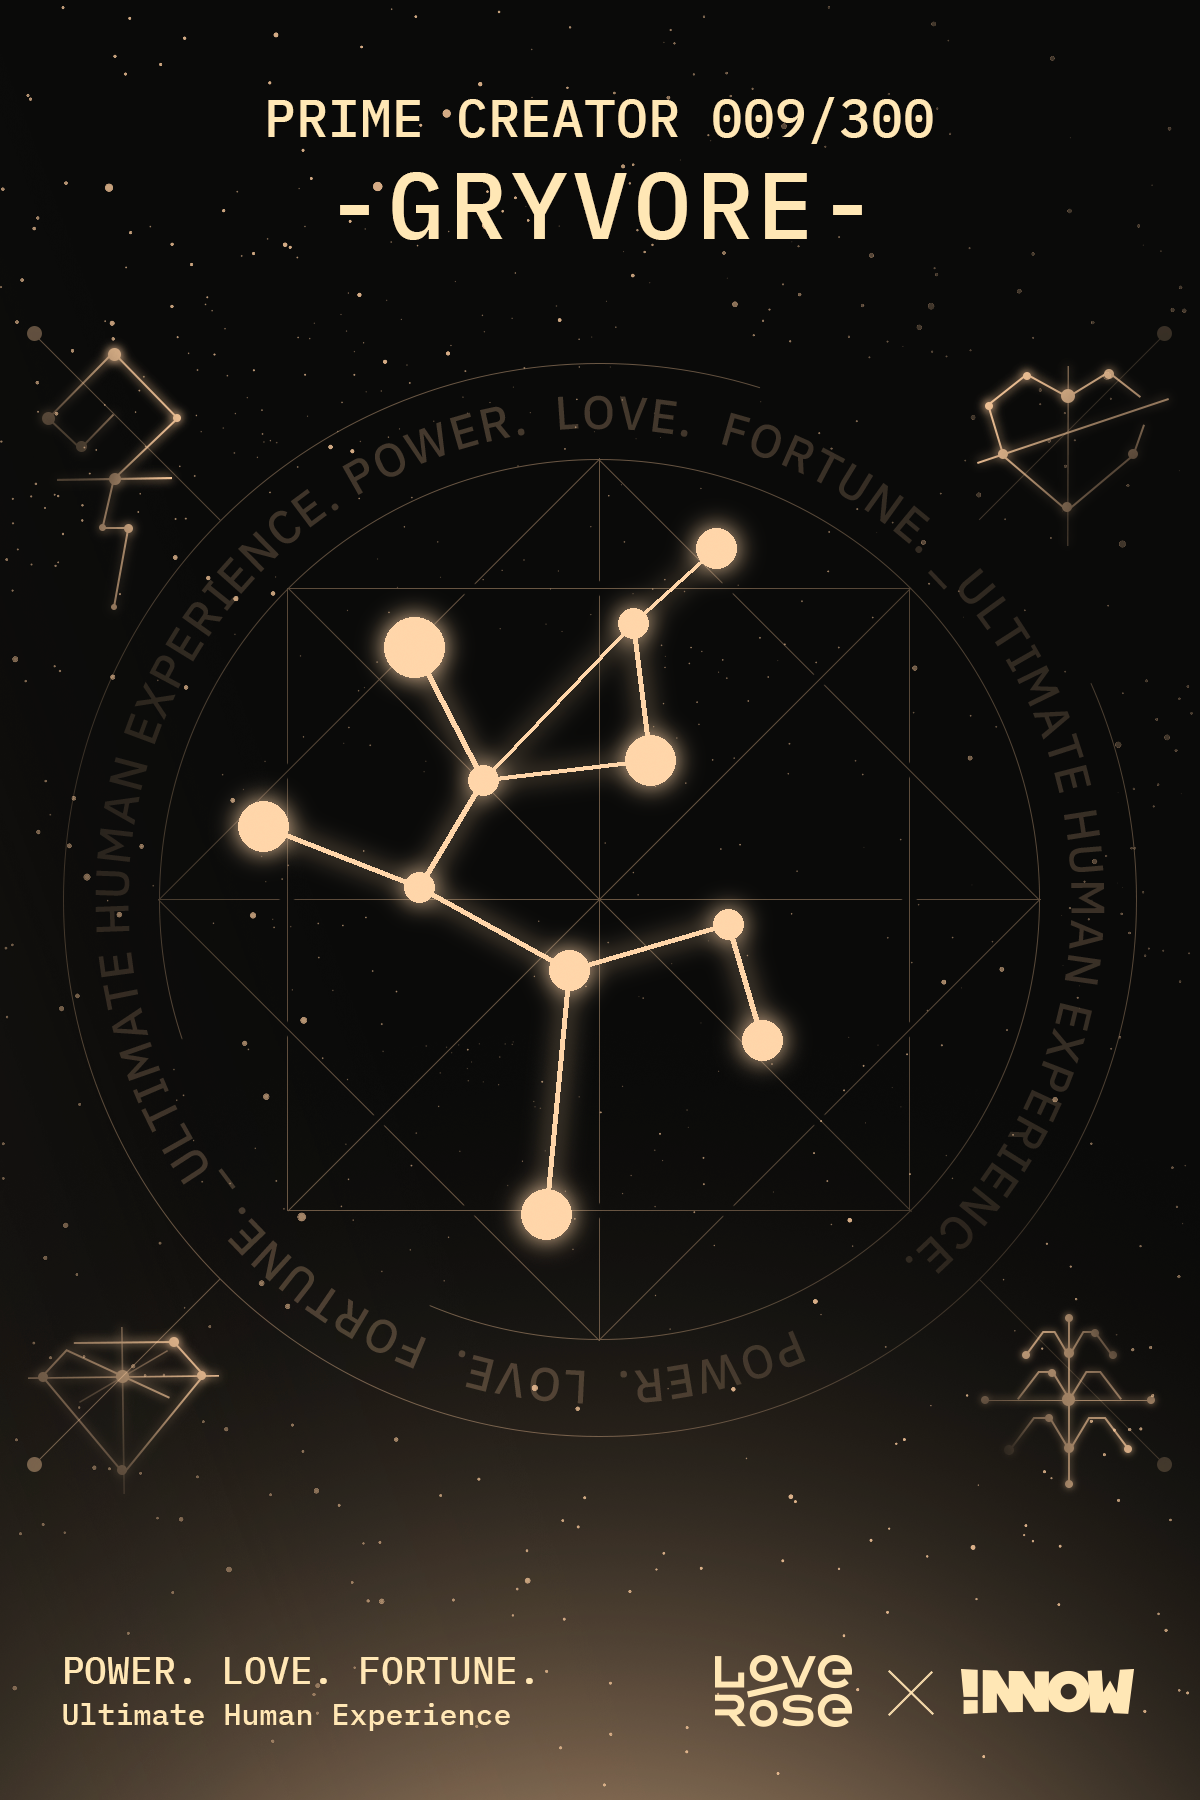 PRIME CREATOR 009/300
-GRYVORE-
POWER. LOVE. FORTUNE. – ULTIMATE HUMAN EXPERIENCE.
POWER. LOVE. FORTUNE. – ULTIMATE HUMAN EXPERIENCE.
POWER. LOVE. FORTUNE.
Ultimate Human Experience
LOVE
ROSE
!NNOW